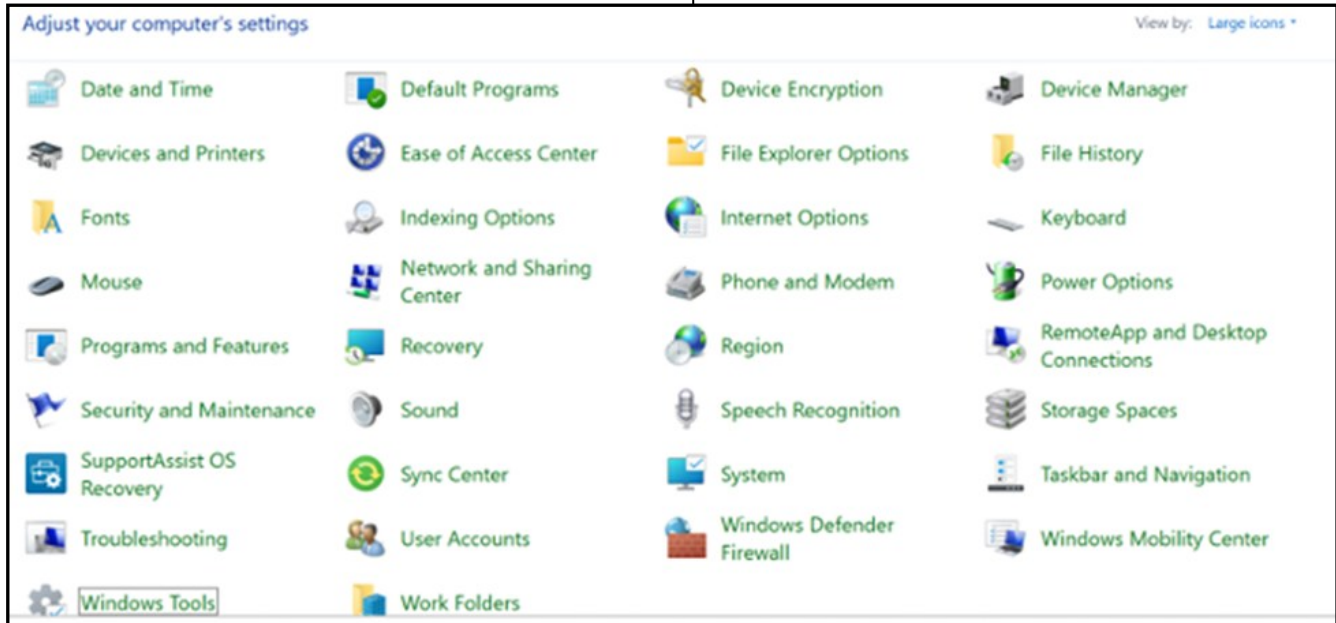 Adjust your computer's settings
View by: Large icons
Date and Time
Default Programs
Device Encryption
Device Manager
Devices and Printers
Ease of Access Center
File Explorer Options
File History
Fonts
Indexing Options
Internet Options
Keyboard
Mouse
Network and Sharing
Center
Phone and Modem
Power Options
Programs and Features
Recovery
Region
RemoteApp and Desktop
Connections
Security and Maintenance
Sound
Speech Recognition
Storage Spaces
SupportAssist OS
Recovery
Sync Center
System
Taskbar and Navigation
Troubleshooting
User Accounts
Windows Defender
Firewall
Windows Mobility Center
Windows Tools
Work Folders